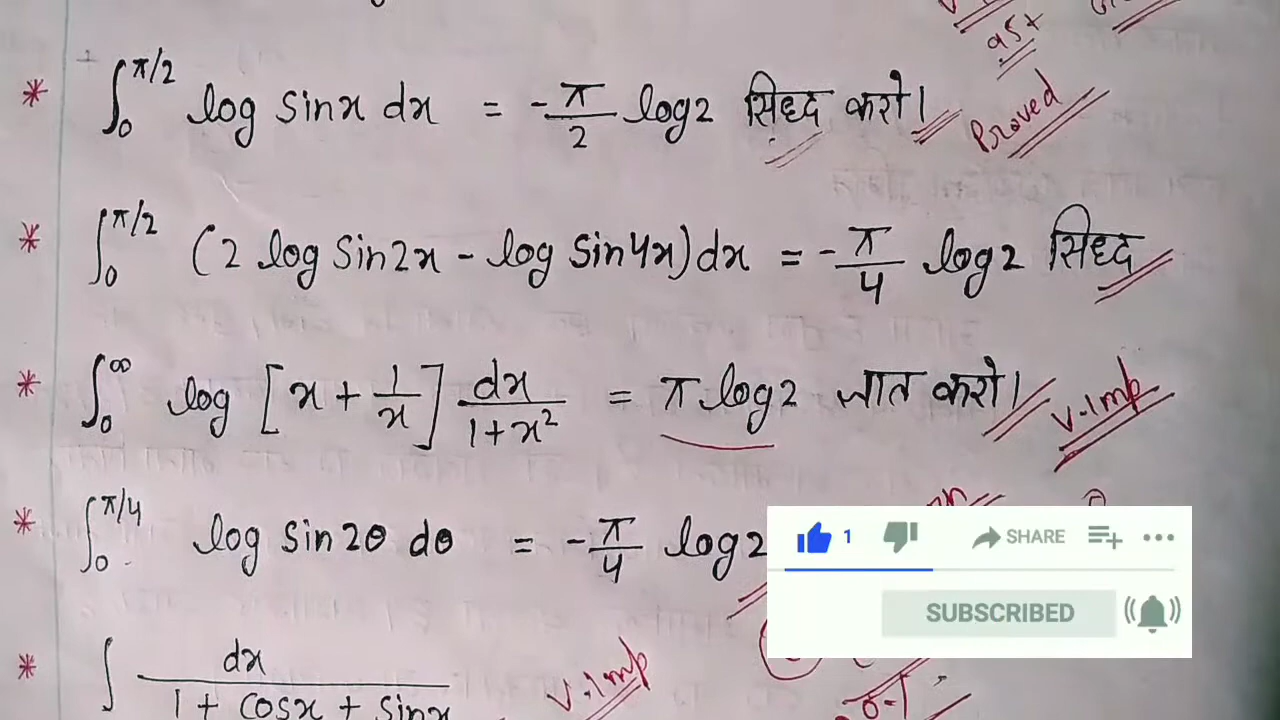 * ∫₀^π/2 log sinx dx = -π/2 log2 सिध्द करो। Proved
* ∫₀^π/2 (2 log sin2x - log sin4x)dx = -π/4 log2 सिध्द
* ∫₀^∞ log [x + 1/x] dx/1+x² = π log2 ज्ञात करो। V.Imp
* ∫₀^π/4 log sin2θ dθ = -π/4 log2
1 SHARE
SUBSCRIBED
* ∫ dx/1 + cosx + sinx V.Imp